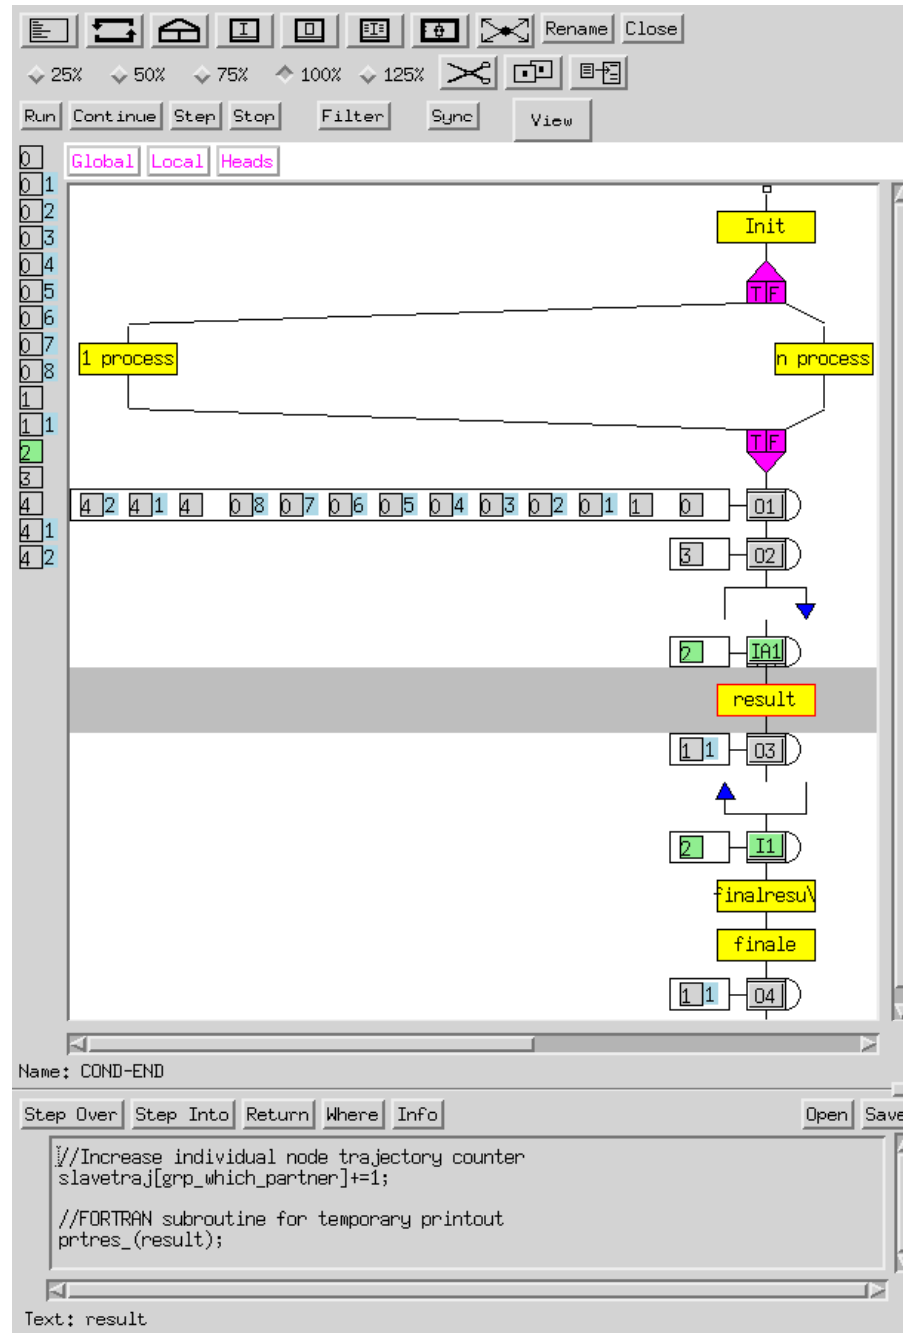 I O I Rename Close
25% 50% 75% 100% 125%
Run Continue Step Stop Filter Sync View
Global Local Heads
0
0 1
0 2
0 3
0 4
0 5
0 6
0 7
0 8
1
1 1
2
3
4
4 1
4 2
Init
T F
1 process n process
T F
4 2 4 1 4 0 8 0 7 0 6 0 5 0 4 0 3 0 2 0 1 1 0 O1
3 O2
2 IA1
result
1 1 O3
2 I1
finalresu\
finale
1 1 O4
Name: COND-END
Step Over Step Into Return Where Info Open Save
//Increase individual node trajectory counter
slavetraj[grp_which_partner]+=1;
//FORTRAN subroutine for temporary printout
prtres_(result);
Text: result